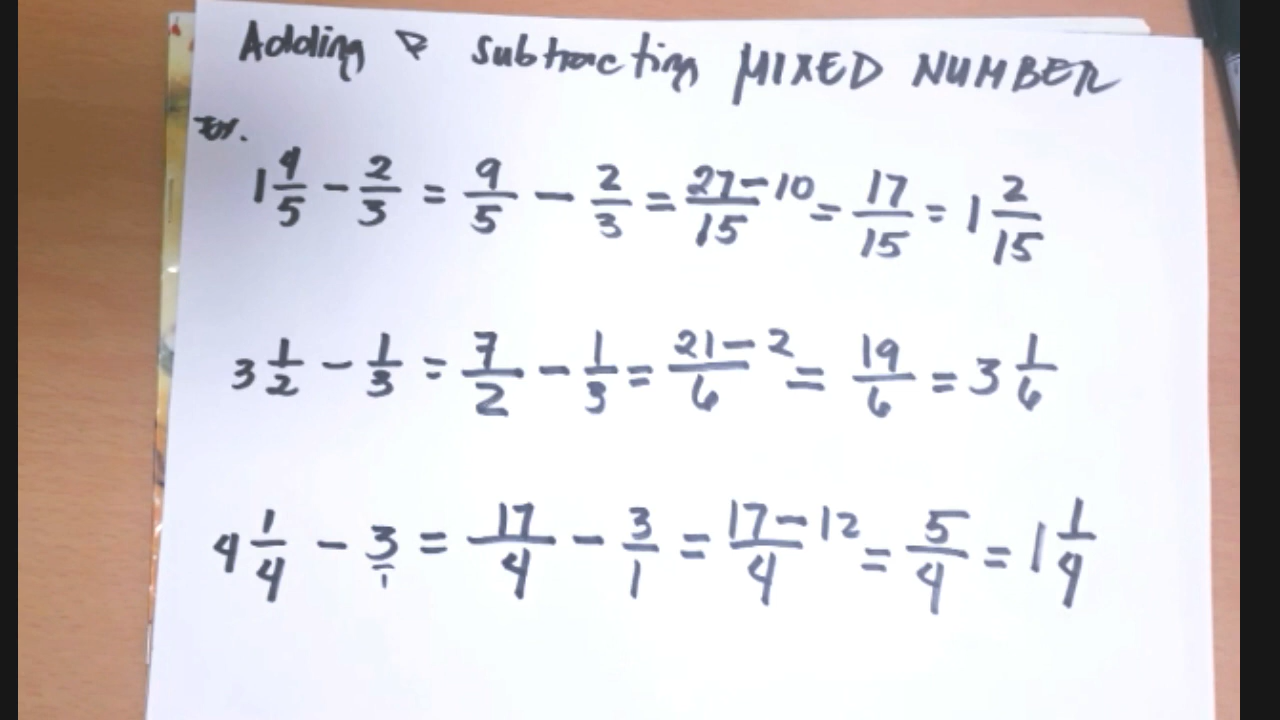 Adding & subtracting MIXED NUMBER
Ex.
1 4/5 - 2/3 = 9/5 - 2/3 = 27-10/15 = 17/15 = 1 2/15
3 1/2 - 1/3 = 7/2 - 1/3 = 21-2/6 = 19/6 = 3 1/6
4 1/4 - 3/1 = 17/4 - 3/1 = 17-12/4 = 5/4 = 1 1/4